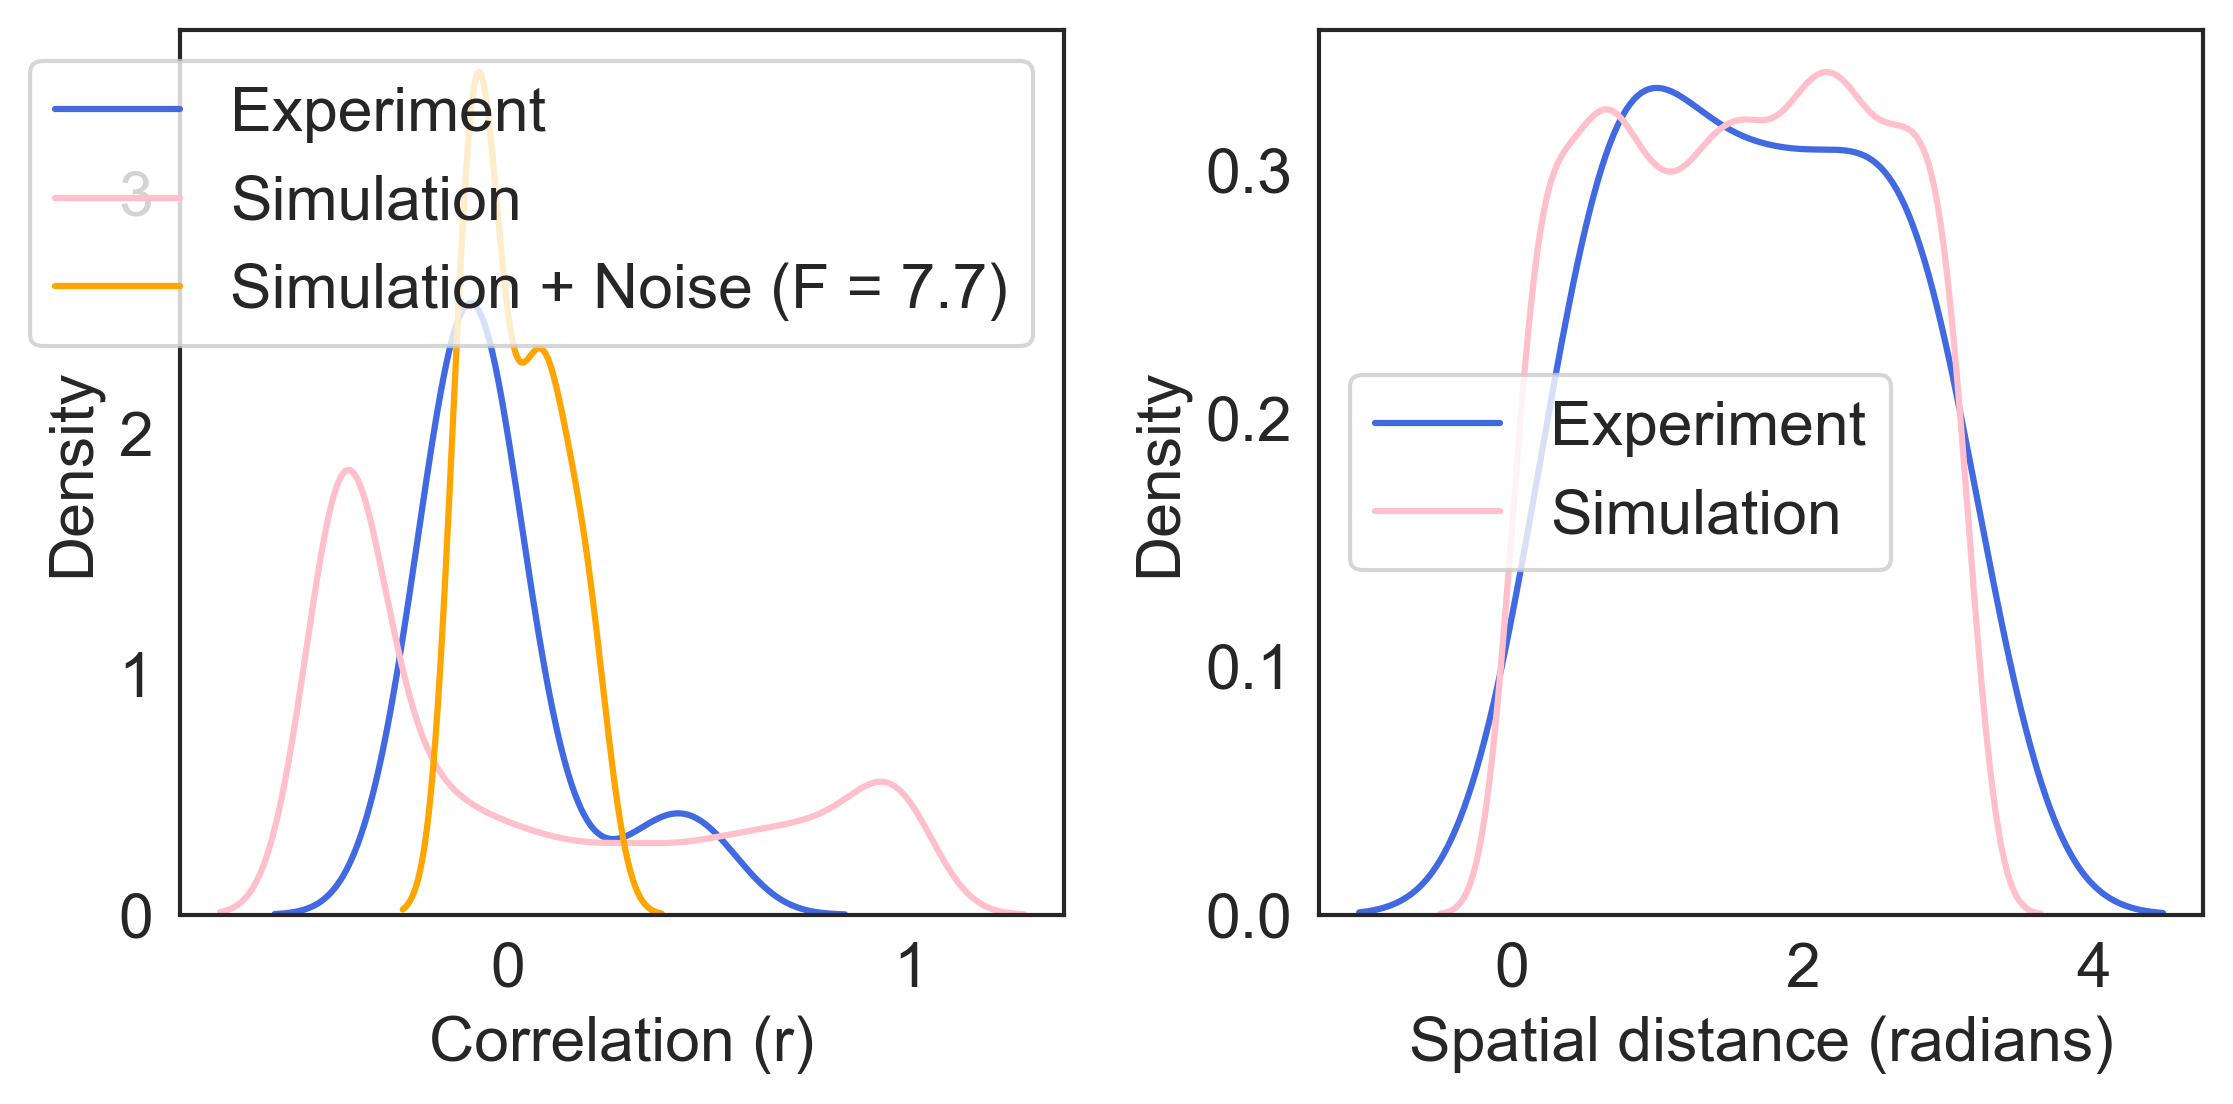 Experiment
Simulation
Simulation + Noise (F = 7.7)
3
2
1
0
Density
0 1
Correlation (r)
0.3
0.2
0.1
0.0
Density
Experiment
Simulation
0 2 4
Spatial distance (radians)